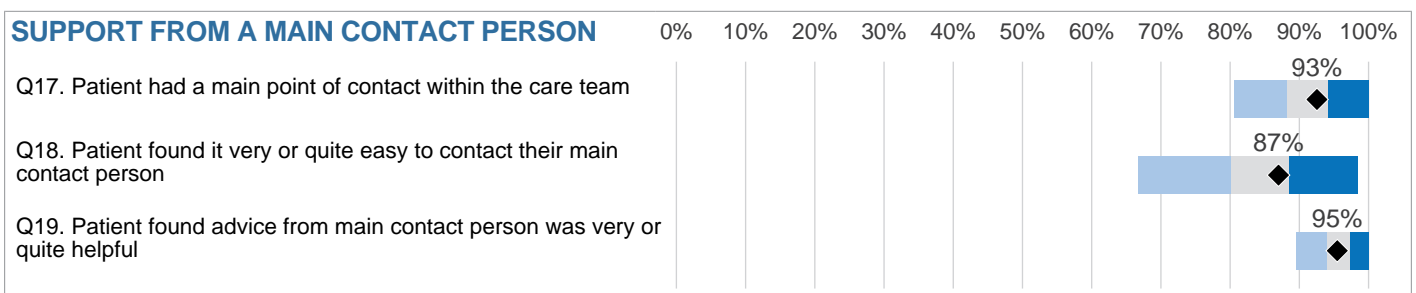 SUPPORT FROM A MAIN CONTACT PERSON 0% 10% 20% 30% 40% 50% 60% 70% 80% 90% 100%
Q17. Patient had a main point of contact within the care team
93%
Q18. Patient found it very or quite easy to contact their main
contact person
87%
Q19. Patient found advice from main contact person was very or
quite helpful
95%